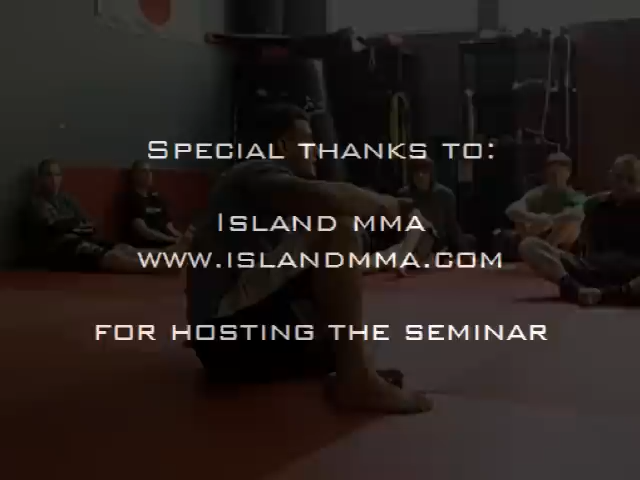 Special thanks to:
Island mma
www.islandmma.com
for hosting the seminar